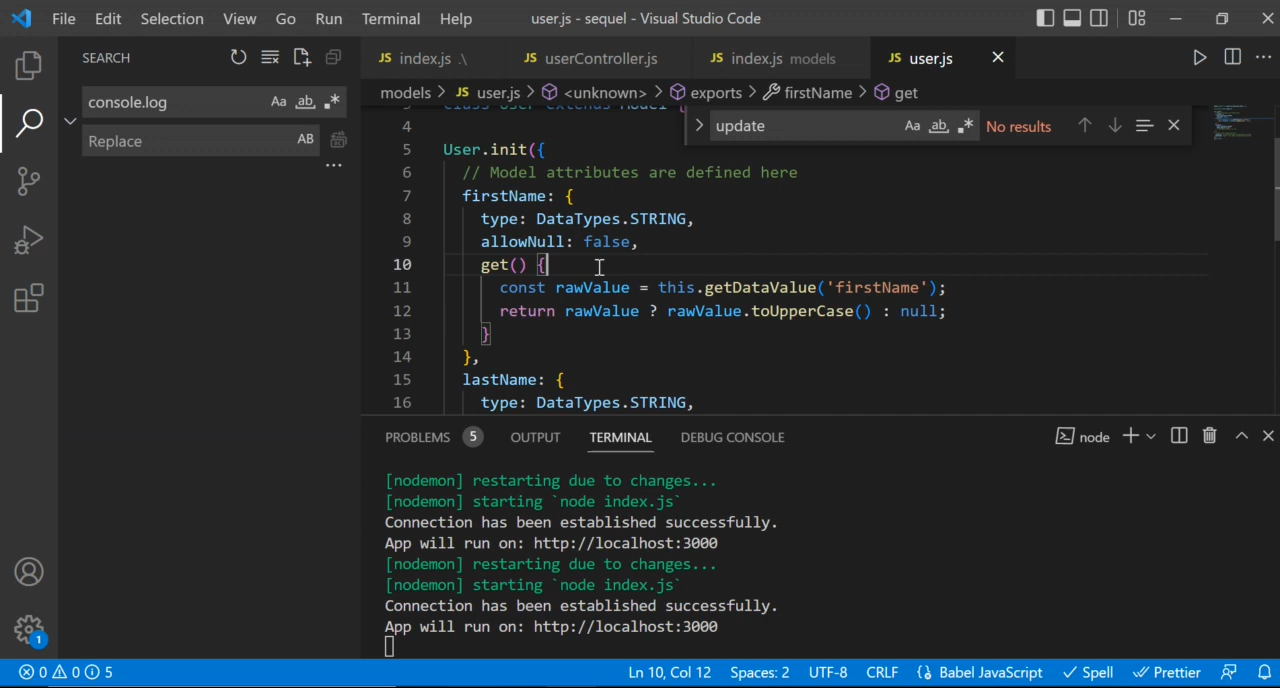 File Edit Selection View Go Run Terminal Help user.js - sequel - Visual Studio Code
SEARCH
console.log Aa ab
Replace AB
JS index.js .\ JS userController.js JS index.js models JS user.js
models > JS user.js > <unknown> > exports > firstName > get
update Aa ab No results
4
5 User.init({
6 // Model attributes are defined here
7 firstName: {
8 type: DataTypes.STRING,
9 allowNull: false,
10 get() {
11 const rawValue = this.getDataValue('firstName');
12 return rawValue ? rawValue.toUpperCase() : null;
13 }
14 },
15 lastName: {
16 type: DataTypes.STRING,
PROBLEMS 5 OUTPUT TERMINAL DEBUG CONSOLE node
[nodemon] restarting due to changes...
[nodemon] starting `node index.js`
Connection has been established successfully.
App will run on: http://localhost:3000
[nodemon] restarting due to changes...
[nodemon] starting `node index.js`
Connection has been established successfully.
App will run on: http://localhost:3000
1
0 0 5 Ln 10, Col 12 Spaces: 2 UTF-8 CRLF {} Babel JavaScript Spell Prettier